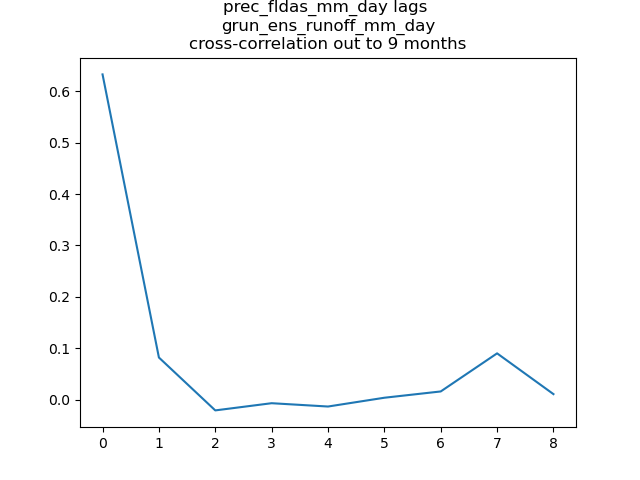 prec_fldas_mm_day lags
grun_ens_runoff_mm_day
cross-correlation out to 9 months
0.6
0.5
0.4
0.3
0.2
0.1
0.0
0 1 2 3 4 5 6 7 8